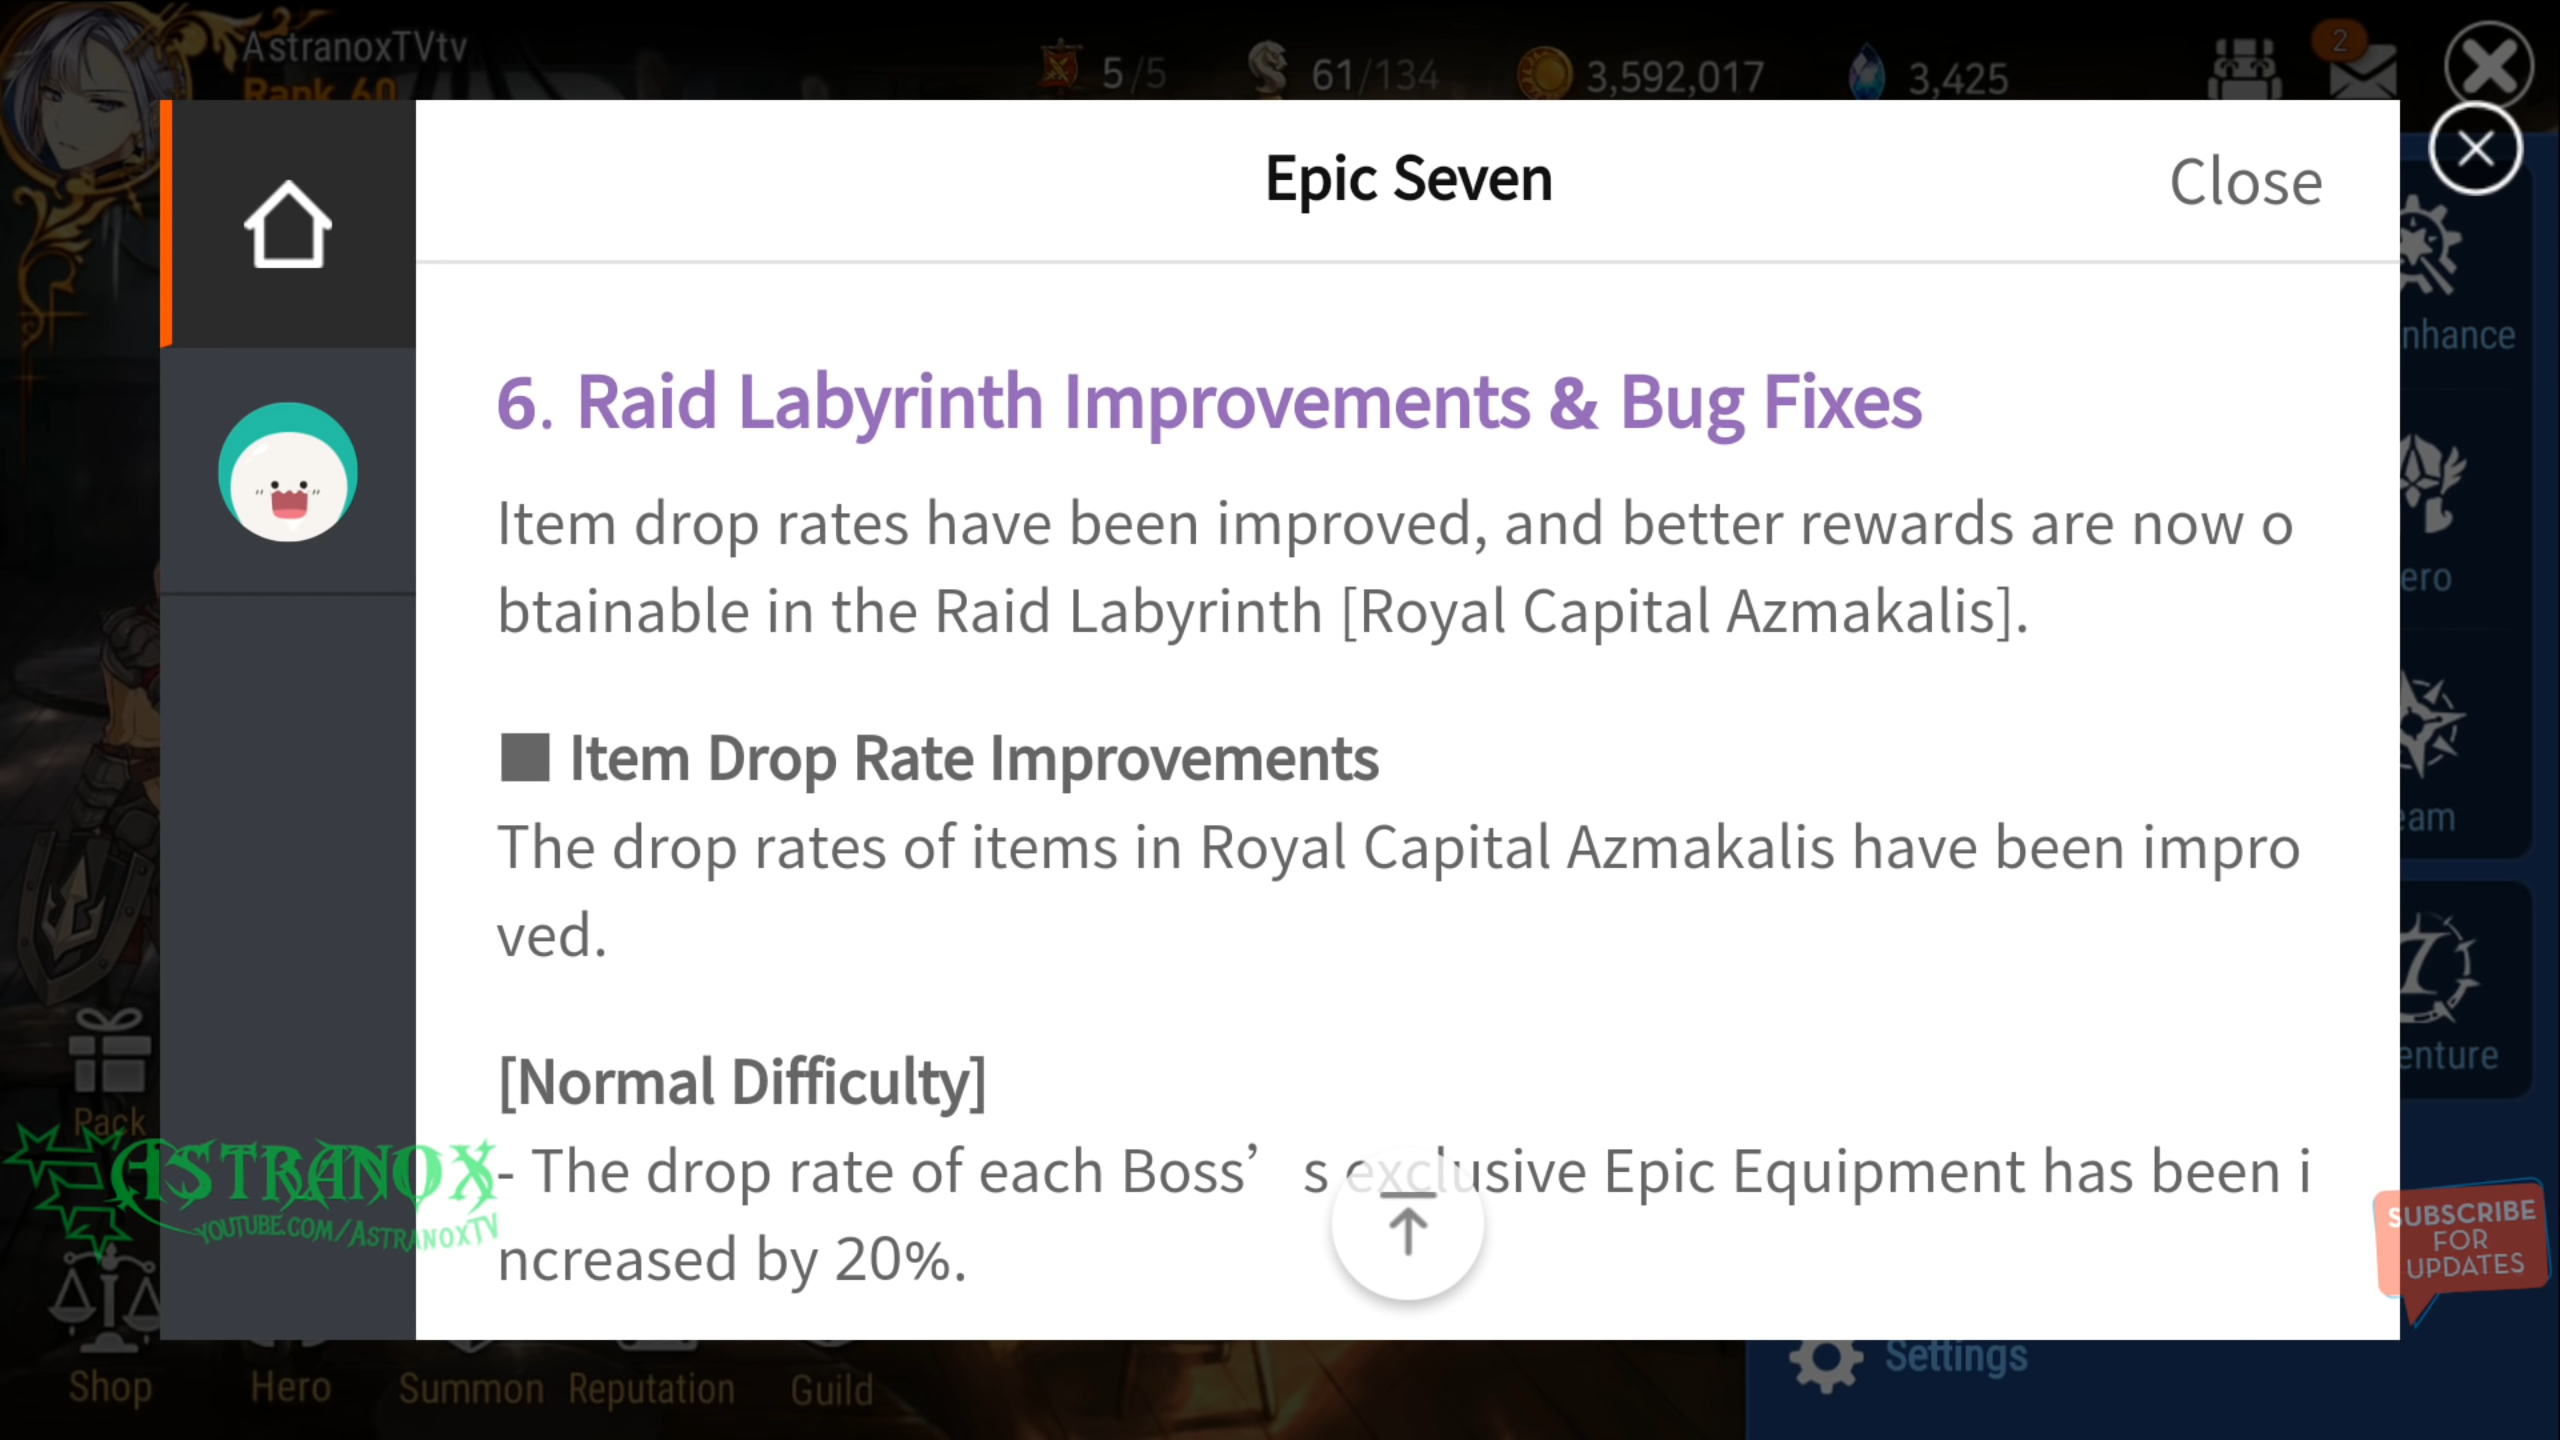 AstranoxTVtv
Rank 60
5/5
61/134
3,592,017
3,425
2
Epic Seven
Close
6. Raid Labyrinth Improvements & Bug Fixes
Item drop rates have been improved, and better rewards are now o
btainable in the Raid Labyrinth [Royal Capital Azmakalis].
■ Item Drop Rate Improvements
The drop rates of items in Royal Capital Azmakalis have been impro
ved.
[Normal Difficulty]
- The drop rate of each Boss’ s exclusive Epic Equipment has been i
ncreased by 20%.
nhance
ero
eam
enture
Pack
ASTRANOX
YOUTUBE.COM/ASTRANOXTV
SUBSCRIBE
FOR
UPDATES
Settings
Shop
Hero
Summon
Reputation
Guild